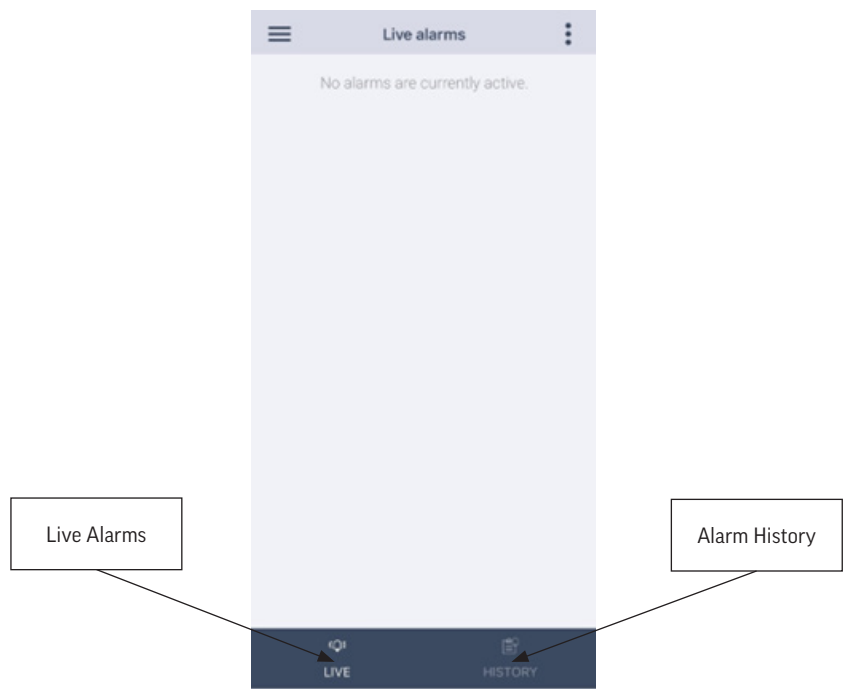 Live alarms
No alarms are currently active.
Live Alarms
Alarm History
LIVE
HISTORY